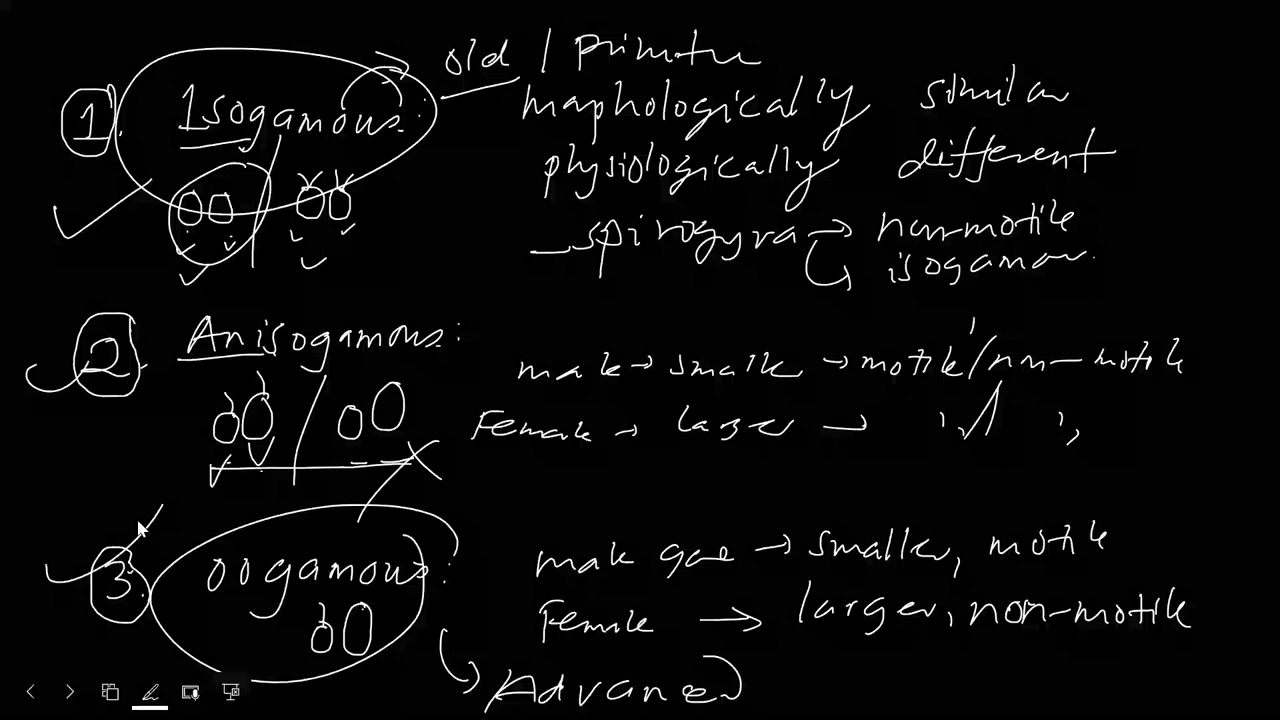 old / primitive
1. Isogamous:
maphologically similar
physiologically different
- spirogyra → non-motile
isogamous
2. Anisogamous:
male → smaller → motile/non-motile
Female → larger → ,, / ,,
3. oogamous:
male gae → smaller, motile
Female → larger, non-motile
Advanced